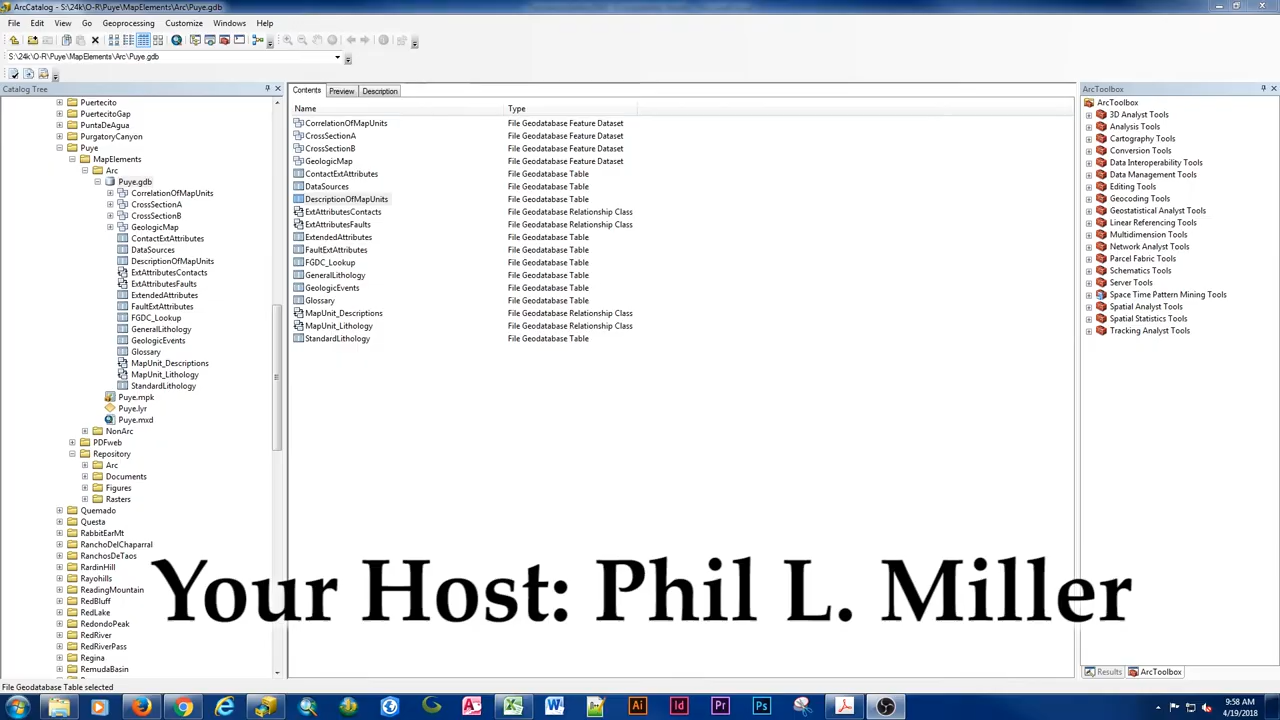 ArcCatalog - S:\24k\O-R\Puye\MapElements\Arc\Puye.gdb
File Edit View Go Geoprocessing Customize Windows Help
S:\24k\O-R\Puye\MapElements\Arc\Puye.gdb
Catalog Tree
Puertecito
PuertecitoGap
PuntaDeAgua
PurgatoryCanyon
Puye
MapElements
Arc
Puye.gdb
CorrelationOfMapUnits
CrossSectionA
CrossSectionB
GeologicMap
ContactExtAttributes
DataSources
DescriptionOfMapUnits
ExtAttributesContacts
ExtAttributesFaults
ExtendedAttributes
FaultExtAttributes
FGDC_Lookup
GeneralLithology
GeologicEvents
Glossary
MapUnit_Descriptions
MapUnit_Lithology
StandardLithology
Puye.mpk
Puye.lyr
Puye.mxd
NonArc
PDFweb
Repository
Arc
Documents
Figures
Rasters
Quemado
Questa
RabbitEarMt
RanchoDelChaparral
RanchosDeTaos
RardinHill
Rayohills
ReadingMountain
RedBluff
RedLake
RedondoPeak
RedRiver
RedRiverPass
Regina
RemudaBasin
Contents Preview Description
Name Type
CorrelationOfMapUnits File Geodatabase Feature Dataset
CrossSectionA File Geodatabase Feature Dataset
CrossSectionB File Geodatabase Feature Dataset
GeologicMap File Geodatabase Feature Dataset
ContactExtAttributes File Geodatabase Table
DataSources File Geodatabase Table
DescriptionOfMapUnits File Geodatabase Table
ExtAttributesContacts File Geodatabase Relationship Class
ExtAttributesFaults File Geodatabase Relationship Class
ExtendedAttributes File Geodatabase Table
FaultExtAttributes File Geodatabase Table
FGDC_Lookup File Geodatabase Table
GeneralLithology File Geodatabase Table
GeologicEvents File Geodatabase Table
Glossary File Geodatabase Table
MapUnit_Descriptions File Geodatabase Relationship Class
MapUnit_Lithology File Geodatabase Relationship Class
StandardLithology File Geodatabase Table
ArcToolbox
ArcToolbox
3D Analyst Tools
Analysis Tools
Cartography Tools
Conversion Tools
Data Interoperability Tools
Data Management Tools
Editing Tools
Geocoding Tools
Geostatistical Analyst Tools
Linear Referencing Tools
Multidimension Tools
Network Analyst Tools
Parcel Fabric Tools
Schematics Tools
Server Tools
Space Time Pattern Mining Tools
Spatial Analyst Tools
Spatial Statistics Tools
Tracking Analyst Tools
Your Host: Phil L. Miller
Results ArcToolbox
File Geodatabase Table selected
Ai Id Pr Ps
9:58 AM
4/19/2018